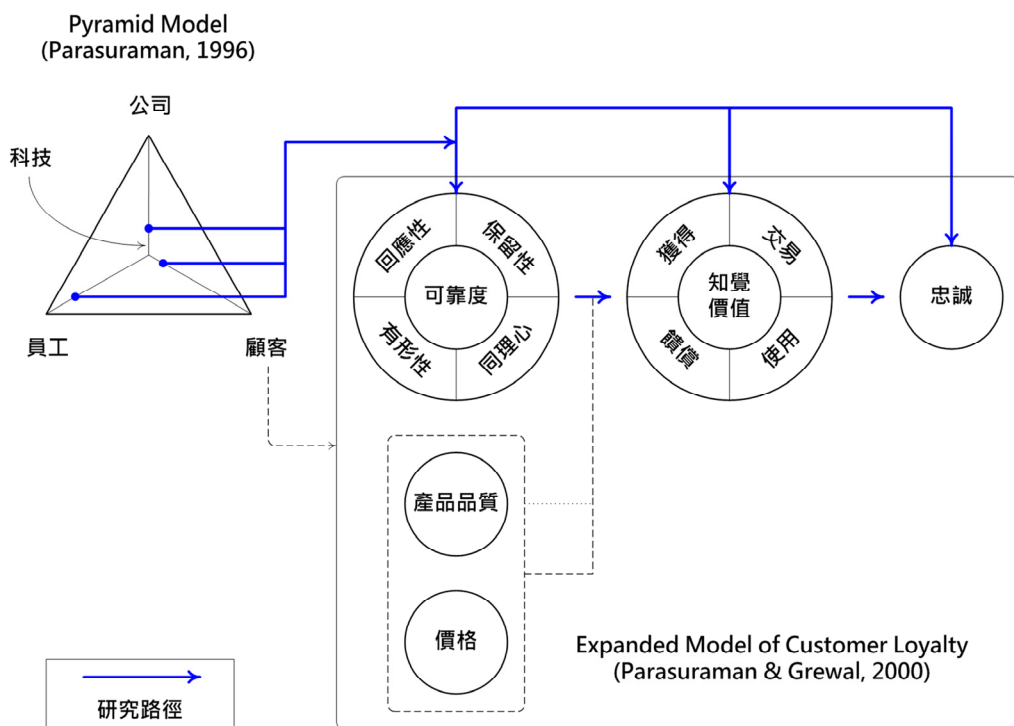 Pyramid Model
(Parasuraman, 1996)
公司
科技
員工
顧客
回應性
保留性
可靠度
有形性
同理心
獲得
交易
知覺
價值
饋償
使用
忠誠
產品品質
價格
Expanded Model of Customer Loyalty
(Parasuraman & Grewal, 2000)
研究路徑